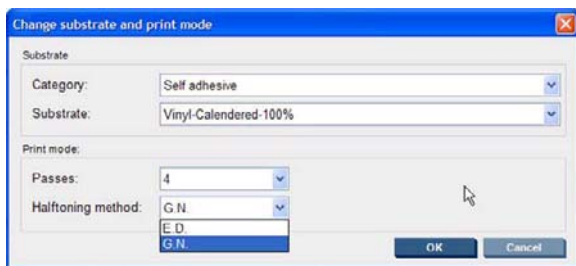 Change substrate and print mode
Substrate
Category: Self adhesive
Substrate: Vinyl-Calendered-100%
Print mode:
Passes: 4
Halftoning method: G.N.
E.D.
G.N.
OK Cancel